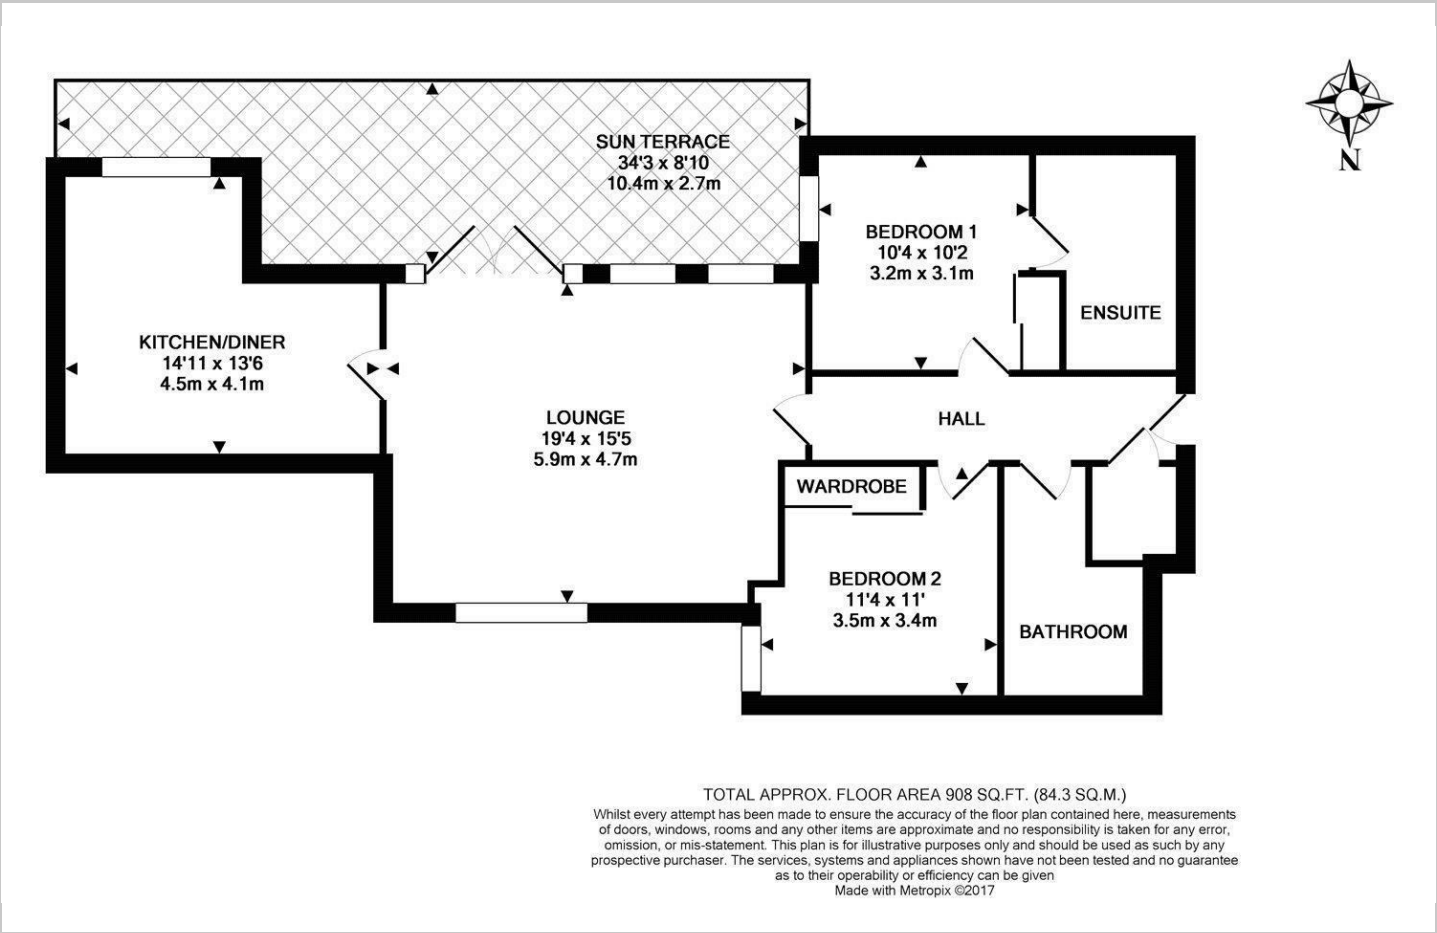 SUN TERRACE
34'3 x 8'10
10.4m x 2.7m
N
BEDROOM 1
10'4 x 10'2
3.2m x 3.1m
ENSUITE
KITCHEN/DINER
14'11 x 13'6
4.5m x 4.1m
LOUNGE
19'4 x 15'5
5.9m x 4.7m
HALL
WARDROBE
BEDROOM 2
11'4 x 11'
3.5m x 3.4m
BATHROOM
TOTAL APPROX. FLOOR AREA 908 SQ.FT. (84.3 SQ.M.)
Whilst every attempt has been made to ensure the accuracy of the floor plan contained here, measurements
of doors, windows, rooms and any other items are approximate and no responsibility is taken for any error,
omission, or mis-statement. This plan is for illustrative purposes only and should be used as such by any
prospective purchaser. The services, systems and appliances shown have not been tested and no guarantee
as to their operability or efficiency can be given
Made with Metropix ©2017